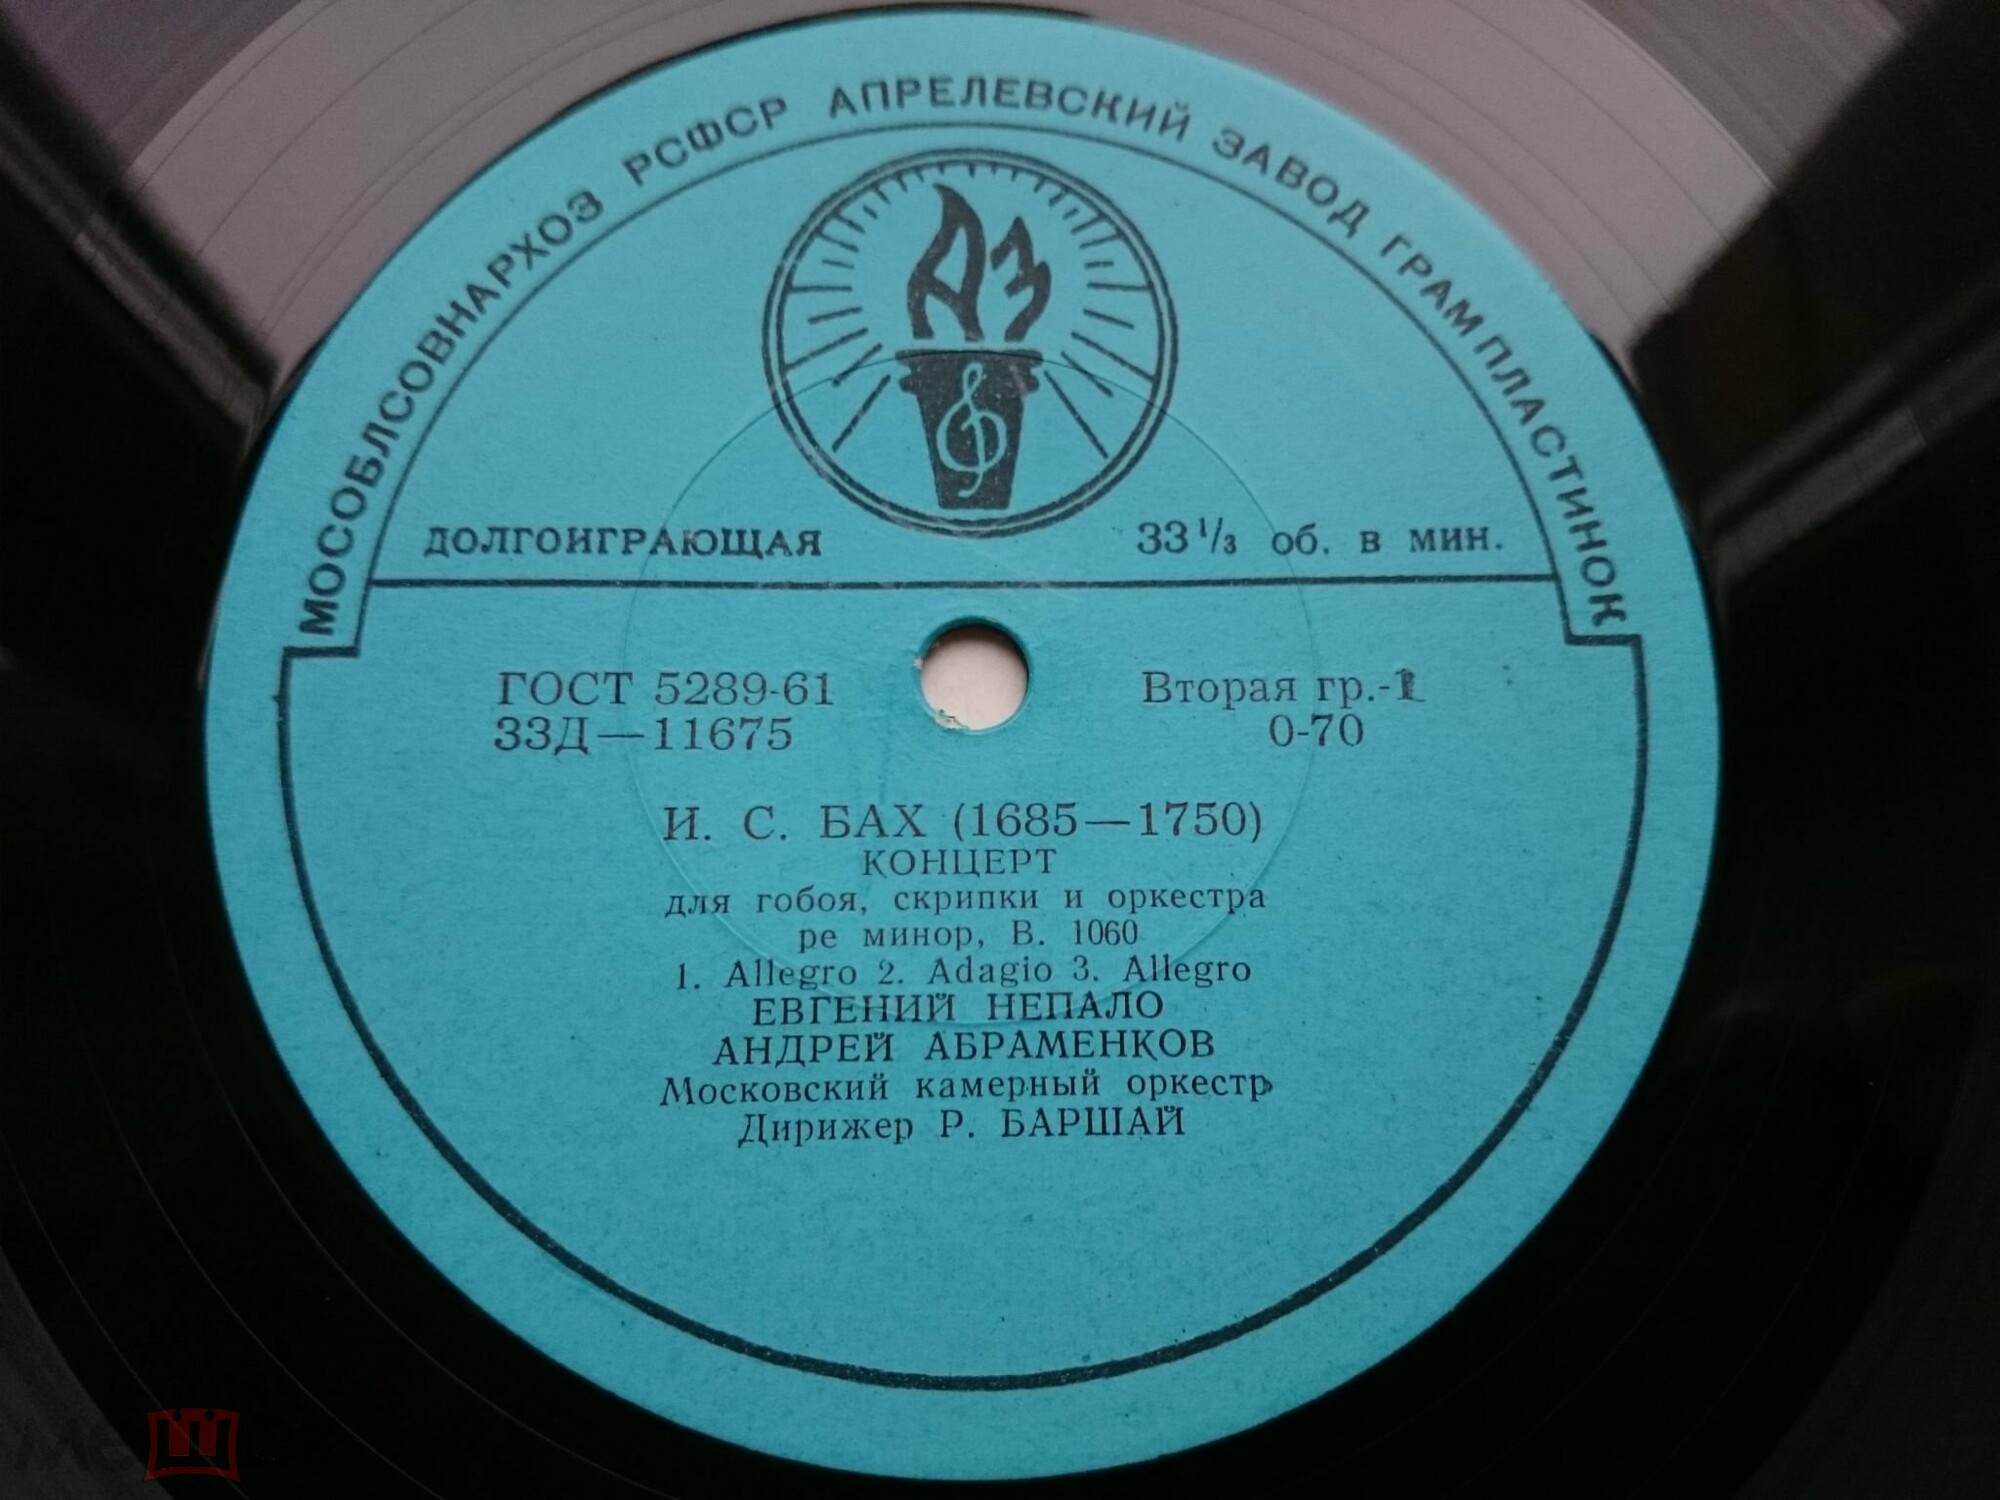 МОСОБЛСОВНАРХОЗ РСФСР АПРЕЛЕВСКИЙ ЗАВОД ГРАМПЛАСТИНОК
АЗ
ДОЛГОИГРАЮЩАЯ 33 1/3 об. в мин.
ГОСТ 5289-61 Вторая гр.-1
33Д—11675 0-70
И. С. БАХ (1685—1750)
КОНЦЕРТ
для гобоя, скрипки и оркестра
ре минор, В. 1060
1. Allegro 2. Adagio 3. Allegro
ЕВГЕНИЙ НЕПАЛО
АНДРЕЙ АБРАМЕНКОВ
Московский камерный оркестр
Дирижер Р. БАРШАЙ